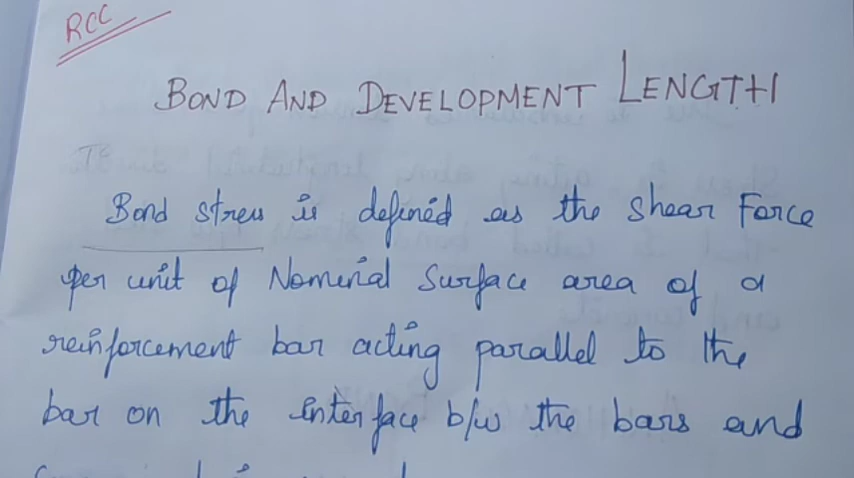 RCC
BOND AND DEVELOPMENT LENGTH
Bond stress is defined as the shear Force
per unit of Nominal Surface area of a
reinforcement bar acting parallel to the
bar on the interface b/w the bars and